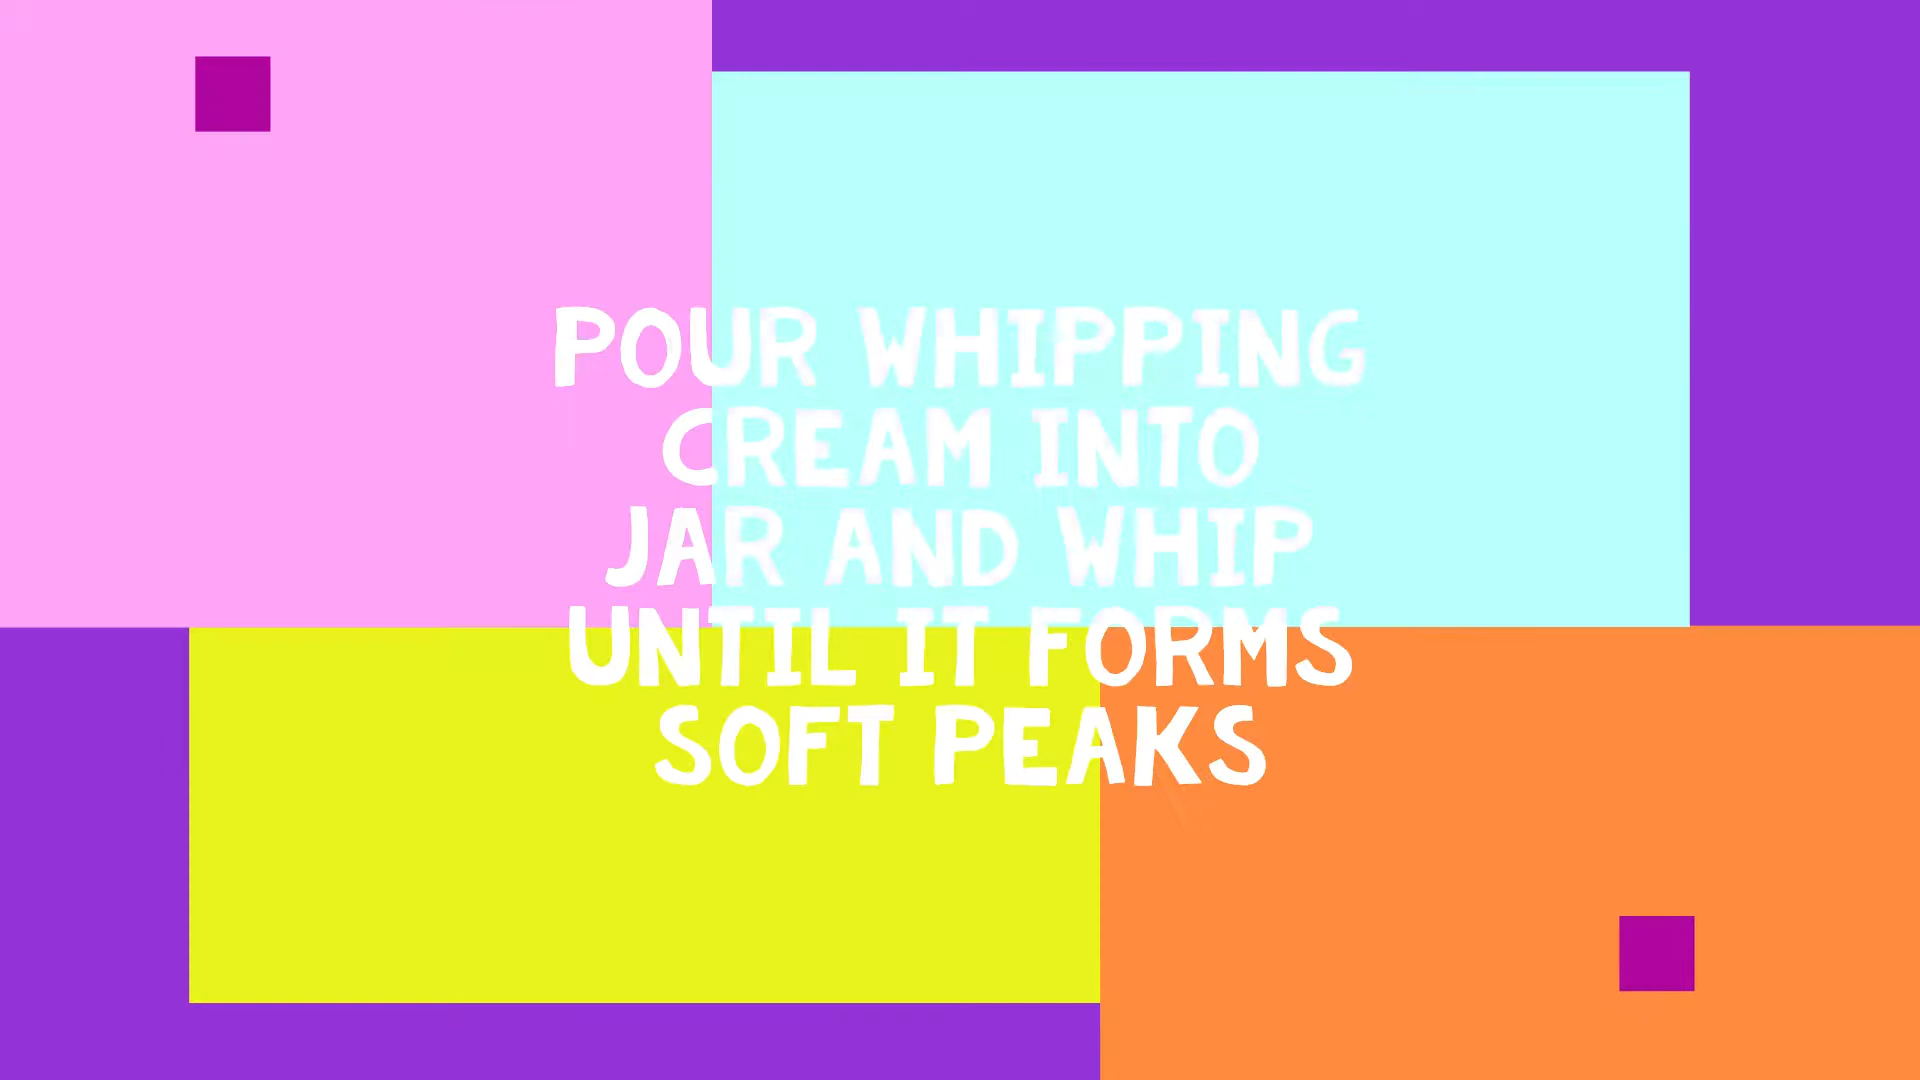 POUR WHIPPING
CREAM INTO
JAR AND WHIP
UNTIL IT FORMS
SOFT PEAKS